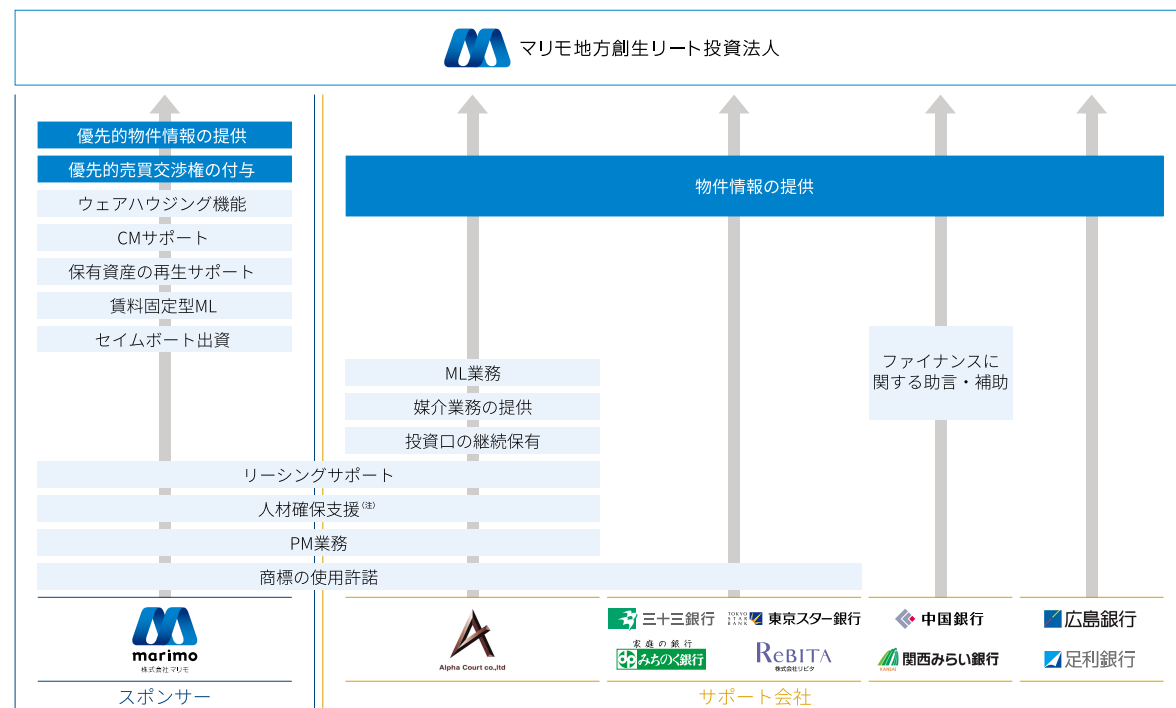 マリモ地方創生リート投資法人
優先的物件情報の提供
優先的売買交渉権の付与
ウェアハウジング機能
CMサポート
保有資産の再生サポート
賃料固定型ML
セイムボート出資
物件情報の提供
ML業務
媒介業務の提供
投資口の継続保有
ファイナンスに
関する助言・補助
リーシングサポート
人材確保支援(注)
PM業務
商標の使用許諾
marimo
株式会社マリモ
Alpha Court co.,ltd
三十三銀行
TOKYO STAR BANK 東京スター銀行
家庭の銀行
みちのく銀行
ReBITA
株式会社リビタ
中国銀行
KANSAI 関西みらい銀行
広島銀行
足利銀行
スポンサー
サポート会社